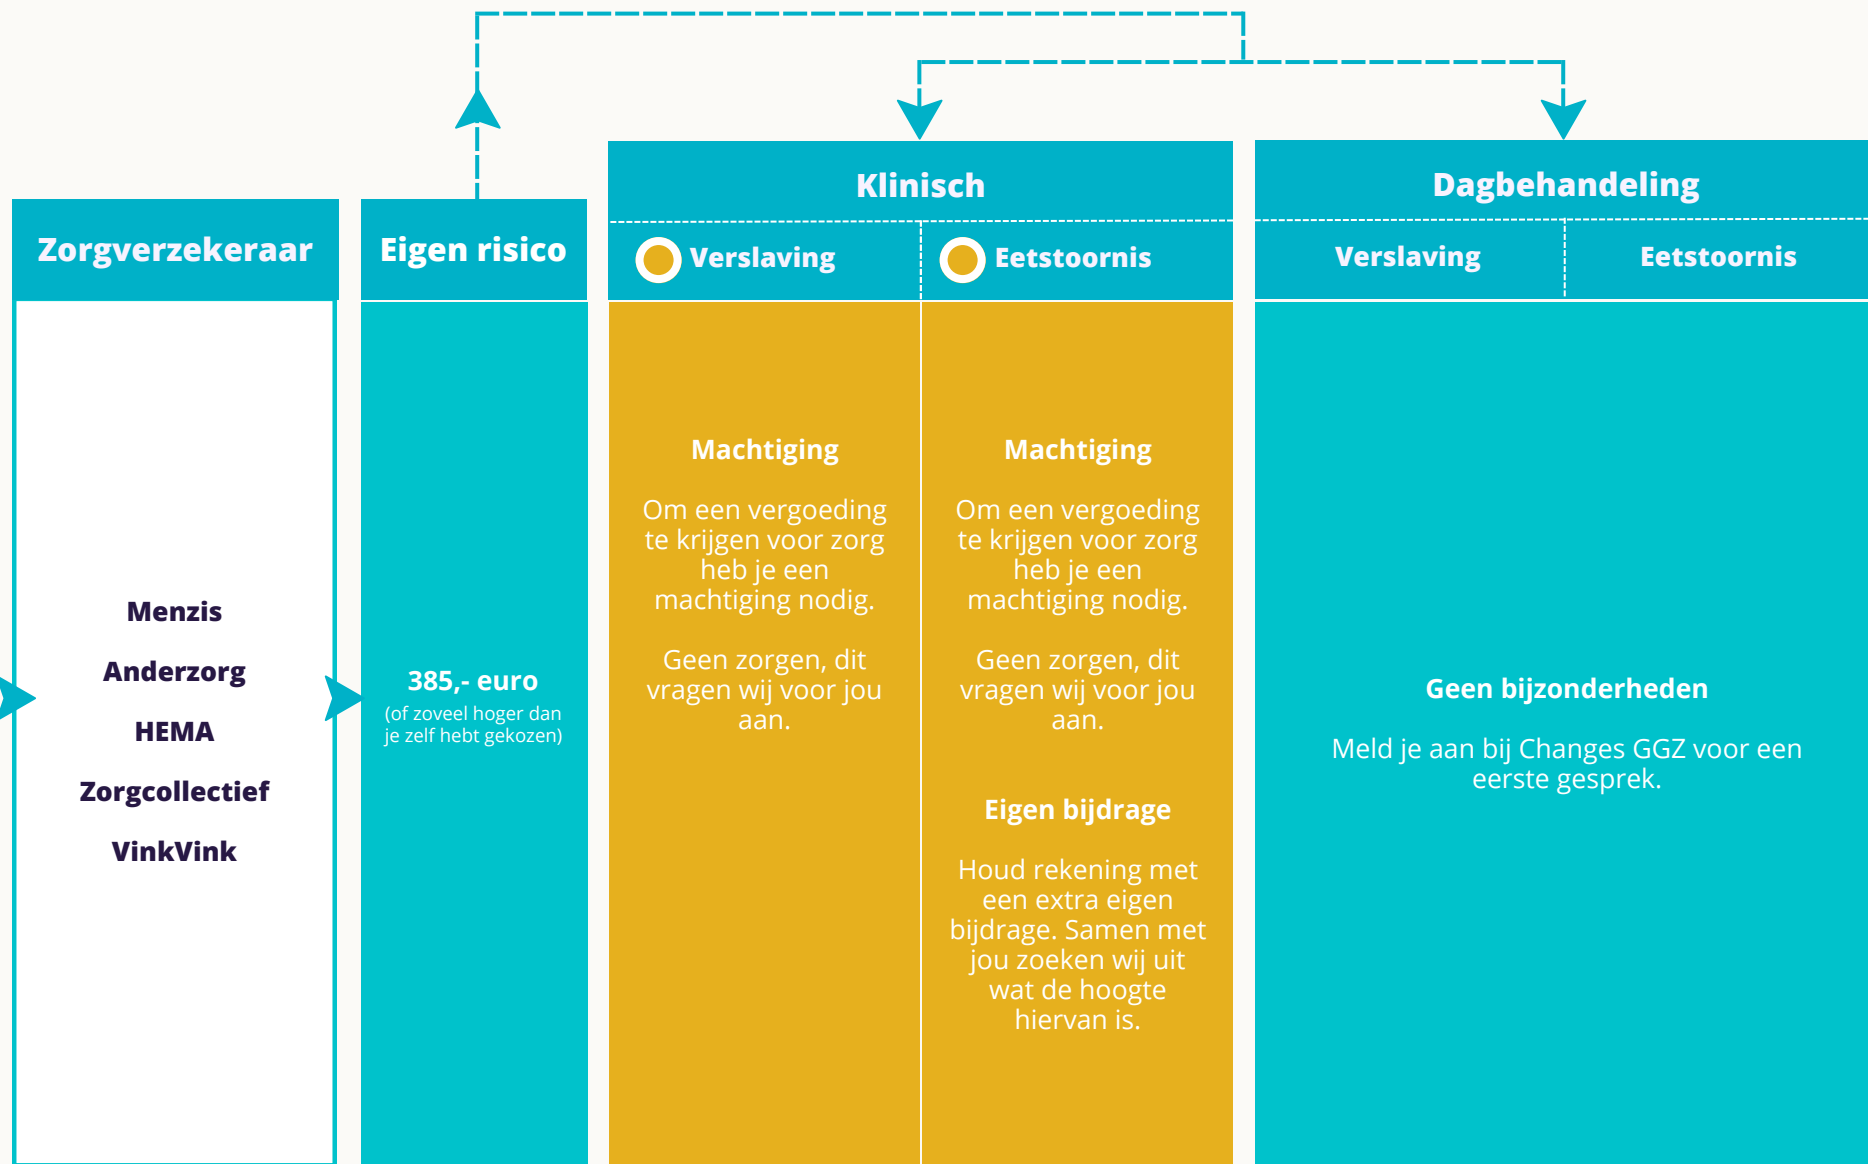 Zorgverzekeraar
Menzis
Anderzorg
HEMA
Zorgcollectief
VinkVink
Eigen risico
385,- euro
(of zoveel hoger dan
je zelf hebt gekozen)
Klinisch
Verslaving
Machtiging
Om een vergoeding
te krijgen voor zorg
heb je een
machtiging nodig.
Geen zorgen, dit
vragen wij voor jou
aan.
Eetstoornis
Machtiging
Om een vergoeding
te krijgen voor zorg
heb je een
machtiging nodig.
Geen zorgen, dit
vragen wij voor jou
aan.
Eigen bijdrage
Houd rekening met
een extra eigen
bijdrage. Samen met
jou zoeken wij uit
wat de hoogte
hiervan is.
Dagbehandeling
Verslaving
Eetstoornis
Geen bijzonderheden
Meld je aan bij Changes GGZ voor een
eerste gesprek.